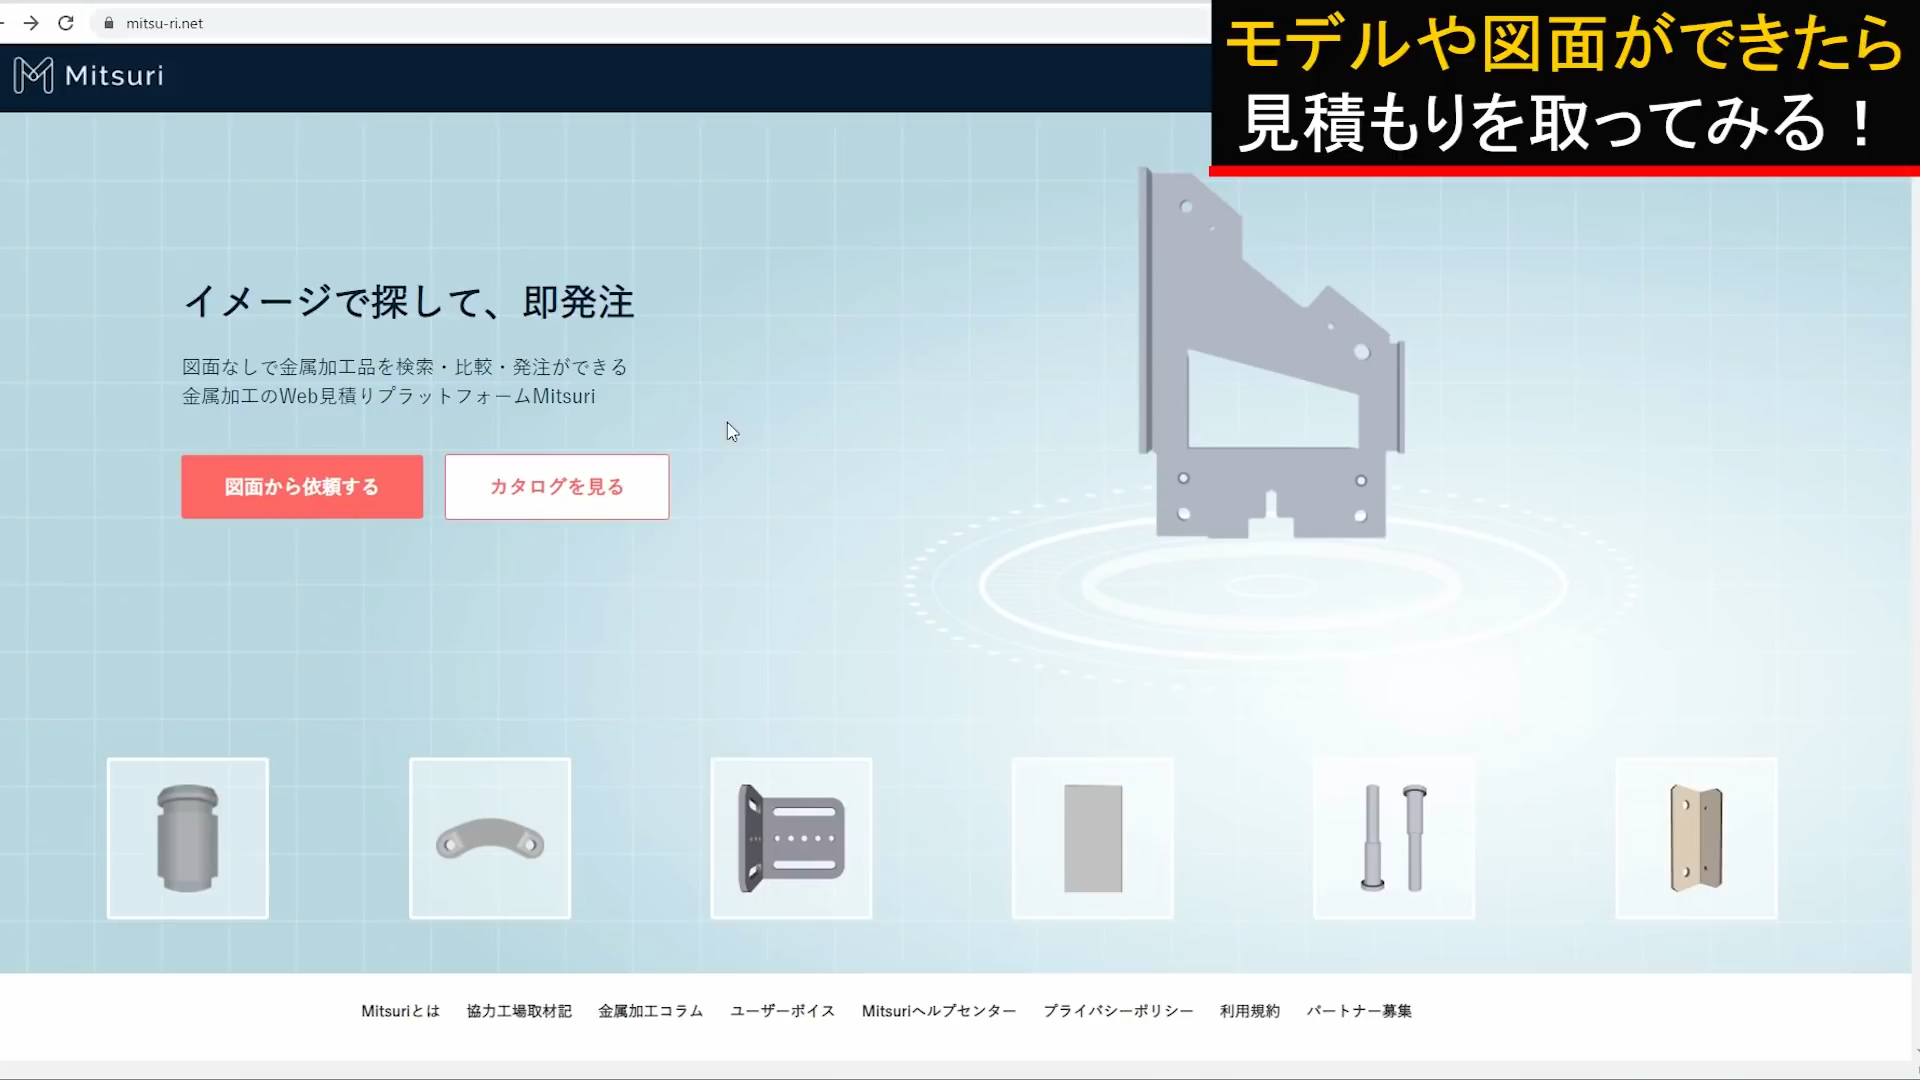 mitsu-ri.net
モデルや図面ができたら
見積もりを取ってみる！
Mitsuri
イメージで探して、即発注
図面なしで金属加工品を検索・比較・発注ができる
金属加工のWeb見積りプラットフォームMitsuri
図面から依頼する
カタログを見る
Mitsuriとは 協力工場取材記 金属加工コラム ユーザーボイス Mitsuriヘルプセンター プライバシーポリシー 利用規約 パートナー募集